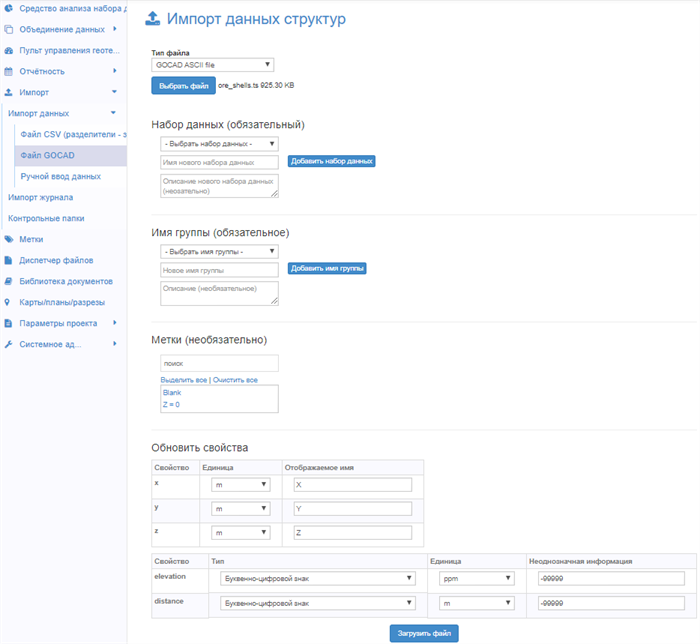 Средство анализа набора д
Объединение данных
Пульт управления геоте...
Отчётность
Импорт
Импорт данных
Файл CSV (разделители - з
Файл GOCAD
Ручной ввод данных
Импорт журнала
Контрольные папки
Метки
Диспетчер файлов
Библиотека документов
Карты/планы/разрезы
Параметры проекта
Системное ад...
Импорт данных структур
Тип файла
GOCAD ASCII file
Выбрать файл ore_shells.ts 925.30 KB
Набор данных (обязательный)
- Выбрать набор данных -
Имя нового набора данных Добавить набор данных
Описание нового набора данных
(неозательно)
Имя группы (обязательное)
- Выбрать имя группы -
Новое имя группы Добавить имя группы
Описание (необязательное)
Метки (необязательно)
поиск
Выделить все | Очистить все
Blank
Z = 0
Обновить свойства
Свойство Единица Отображаемое имя
x m X
y m Y
z m Z
Свойство Тип Единица Неоднозначная информация
elevation Буквенно-цифровой знак ppm -99999
distance Буквенно-цифровой знак m -99999
Загрузить файл